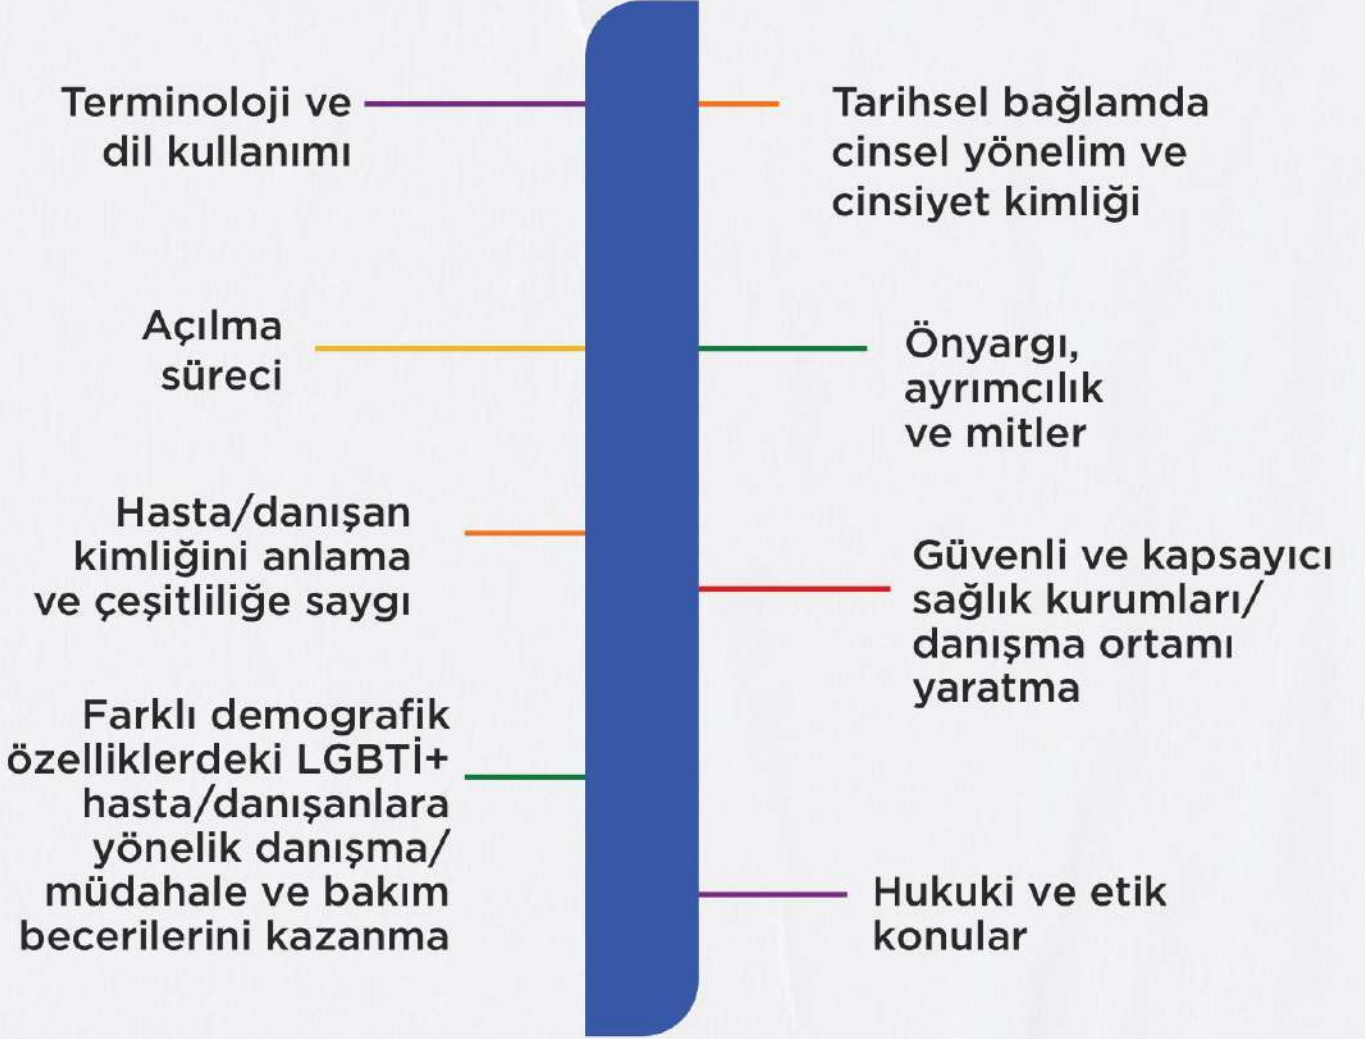 Terminoloji ve
dil kullanımı
Tarihsel bağlamda
cinsel yönelim ve
cinsiyet kimliği
Açılma
süreci
Önyargı,
ayrımcılık
ve mitler
Hasta/danışan
kimliğini anlama
ve çeşitliliğe saygı
Güvenli ve kapsayıcı
sağlık kurumları/
danışma ortamı
yaratma
Farklı demografik
özelliklerdeki LGBTİ+
hasta/danışanlara
yönelik danışma/
müdahale ve bakım
becerilerini kazanma
Hukuki ve etik
konular